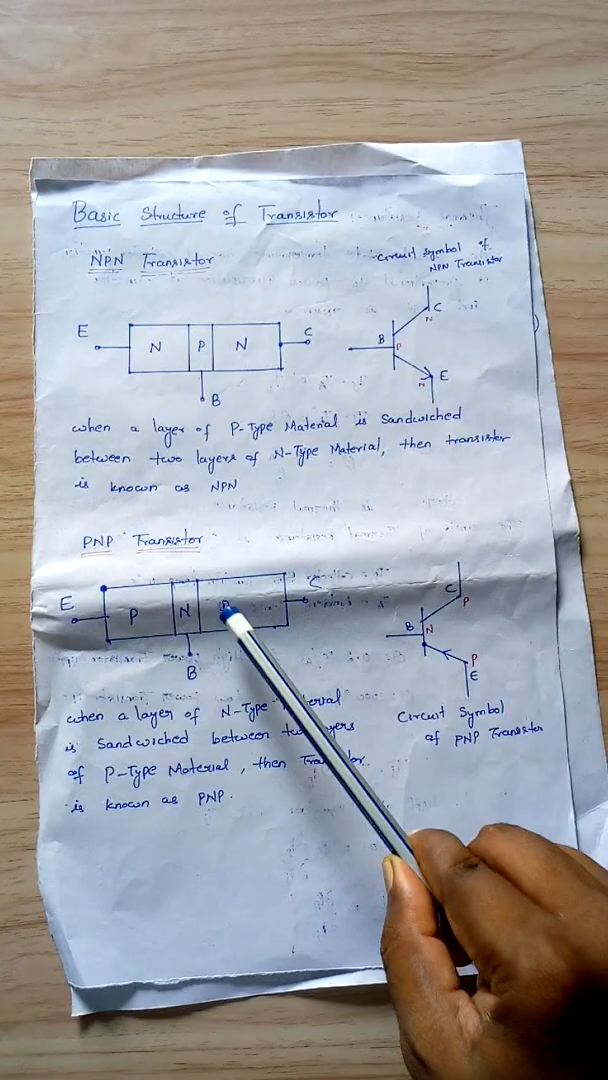 Basic Structure of Transistor
NPN Transistor
circuit symbol of
NPN Transistor
E N P N C
B
B P N C
N E
when a layer of P-Type Material is Sandwiched
between two layers of N-Type Material, then transistor
is known as NPN
PNP Transistor
E P N P C
B
B N C P
P
E
Circuit Symbol
of PNP Transistor
when a layer of N-Type
is Sandwiched between
of P-Type Material, then
is known as PNP.